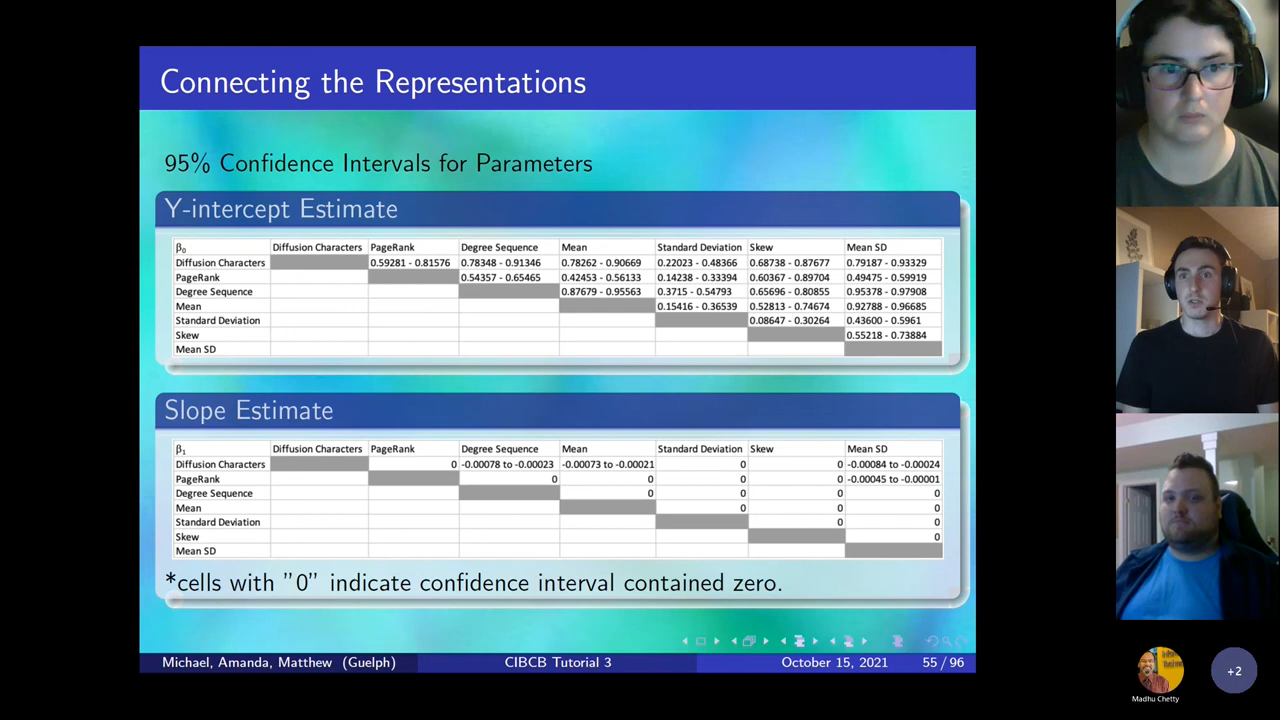 Connecting the Representations
95% Confidence Intervals for Parameters
Y-intercept Estimate
β0 Diffusion Characters PageRank Degree Sequence Mean Standard Deviation Skew Mean SD
Diffusion Characters 0.59281 - 0.81576 0.78348 - 0.91346 0.78262 - 0.90669 0.22023 - 0.48366 0.68738 - 0.87677 0.79187 - 0.93329
PageRank 0.54357 - 0.65465 0.42453 - 0.56133 0.14238 - 0.33394 0.60367 - 0.89704 0.49475 - 0.59919
Degree Sequence 0.87679 - 0.95563 0.3715 - 0.54793 0.65696 - 0.80855 0.95378 - 0.97908
Mean 0.15416 - 0.36539 0.52813 - 0.74674 0.92788 - 0.96685
Standard Deviation 0.08647 - 0.30264 0.43600 - 0.5961
Skew 0.55218 - 0.73884
Mean SD
Slope Estimate
β1 Diffusion Characters PageRank Degree Sequence Mean Standard Deviation Skew Mean SD
Diffusion Characters 0 -0.00078 to -0.00023 -0.00073 to -0.00021 0 0 -0.00084 to -0.00024
PageRank 0 0 0 0 -0.00045 to -0.00001
Degree Sequence 0 0 0 0
Mean 0 0 0
Standard Deviation 0 0
Skew 0
Mean SD
*cells with "0" indicate confidence interval contained zero.
Michael, Amanda, Matthew (Guelph) CIBCB Tutorial 3 October 15, 2021 55 / 96
Madhu Chetty
+2